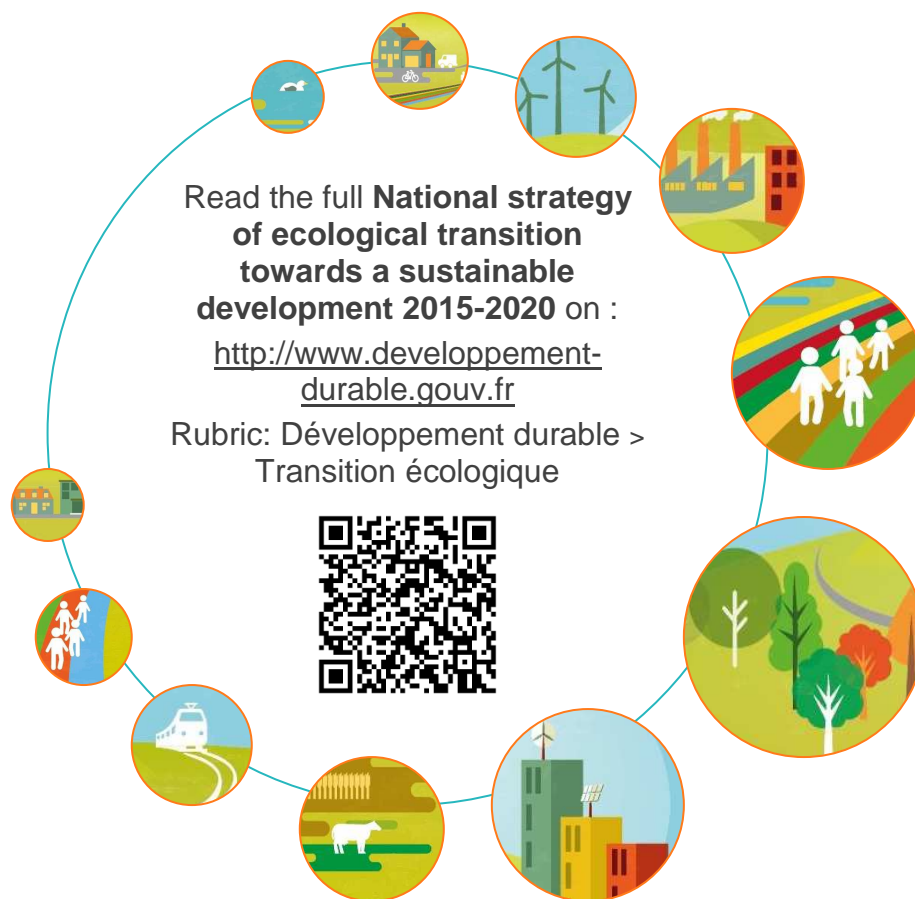 Read the full National strategy
of ecological transition
towards a sustainable
development 2015-2020 on :
http://www.developpement-
durable.gouv.fr
Rubric: Développement durable >
Transition écologique